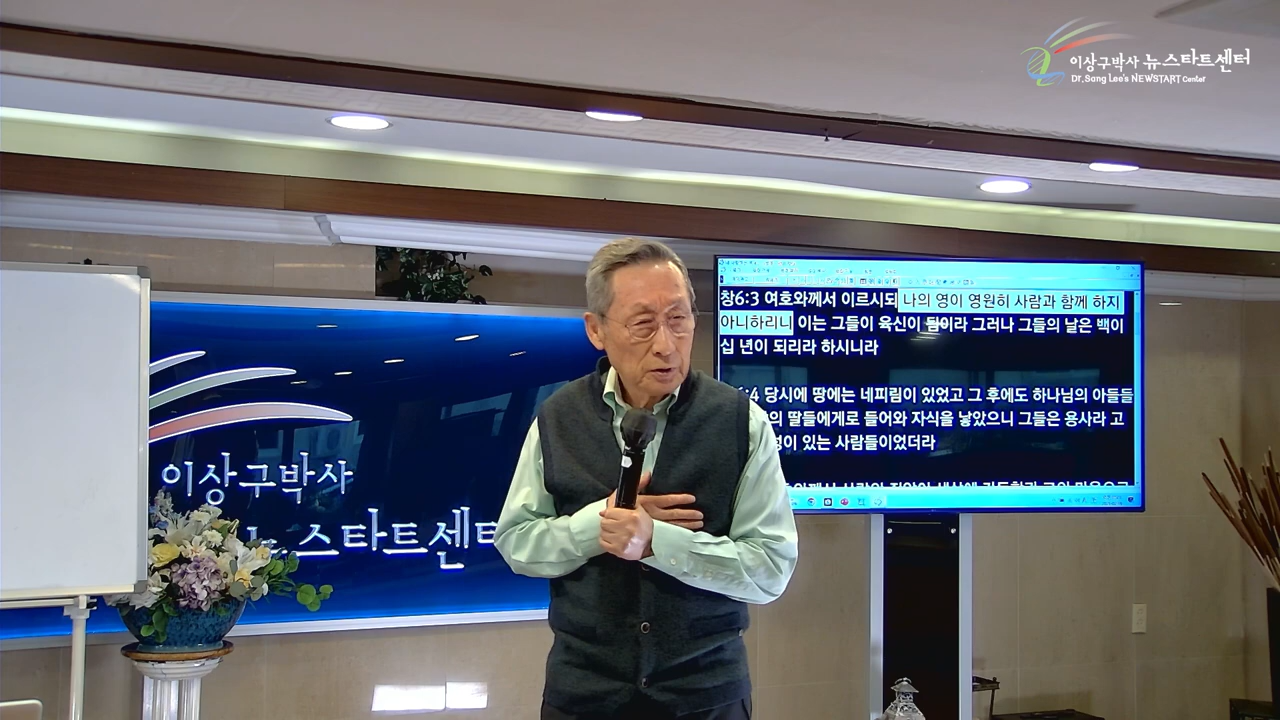 이상구박사 뉴스타트센터
Dr. Sang Lee's NEWSTART Center
창6:3 여호와께서 이르시되 나의 영이 영원히 사람과 함께 하지
아니하리니 이는 그들이 육신이 됨이라 그러나 그들의 날은 백이
십 년이 되리라 하시니라
6:4 당시에 땅에는 네피림이 있었고 그 후에도 하나님의 아들들
의 딸들에게로 들어와 자식을 낳았으니 그들은 용사라 고
명이 있는 사람들이었더라
이상구박사
뉴스타트센터